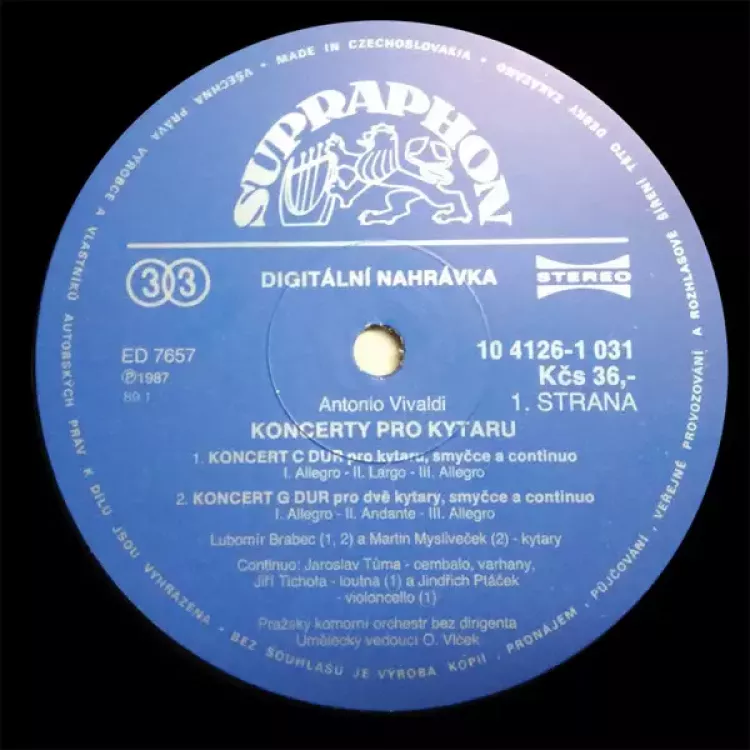 VŠECHNA PRÁVA VÝROBCE A VLASTNÍKŮ AUTORSKÝCH PRÁV K DÍLU JSOU VYHRAZENA · BEZ SOUHLASU JE VÝROBA KOPIÍ, PRONÁJEM, PŮJČOVÁNÍ, VEŘEJNÉ PROVOZOVÁNÍ A ROZHLASOVÉ ŠÍŘENÍ TÉTO DESKY ZAKÁZÁNO · MADE IN CZECHOSLOVAKIA ·
SUPRAPHON
33 DIGITÁLNÍ NAHRÁVKA STEREO
ED 7657 10 4126-1 031
Ⓟ1987 Kčs 36,-
89 1
Antonio Vivaldi 1. STRANA
KONCERTY PRO KYTARU
1. KONCERT C DUR pro kytaru, smyčce a continuo
I. Allegro - II. Largo - III. Allegro
2. KONCERT G DUR pro dvě kytary, smyčce a continuo
I. Allegro - II. Andante - III. Allegro
Lubomír Brabec (1, 2) a Martin Mysliveček (2) - kytary
Continuo: Jaroslav Tůma - cembalo, varhany,
Jiří Tichota - loutna (1) a Jindřich Ptáček
- violoncello (1)
Pražský komorní orchestr bez dirigenta
Umělecký vedoucí O. Vlček